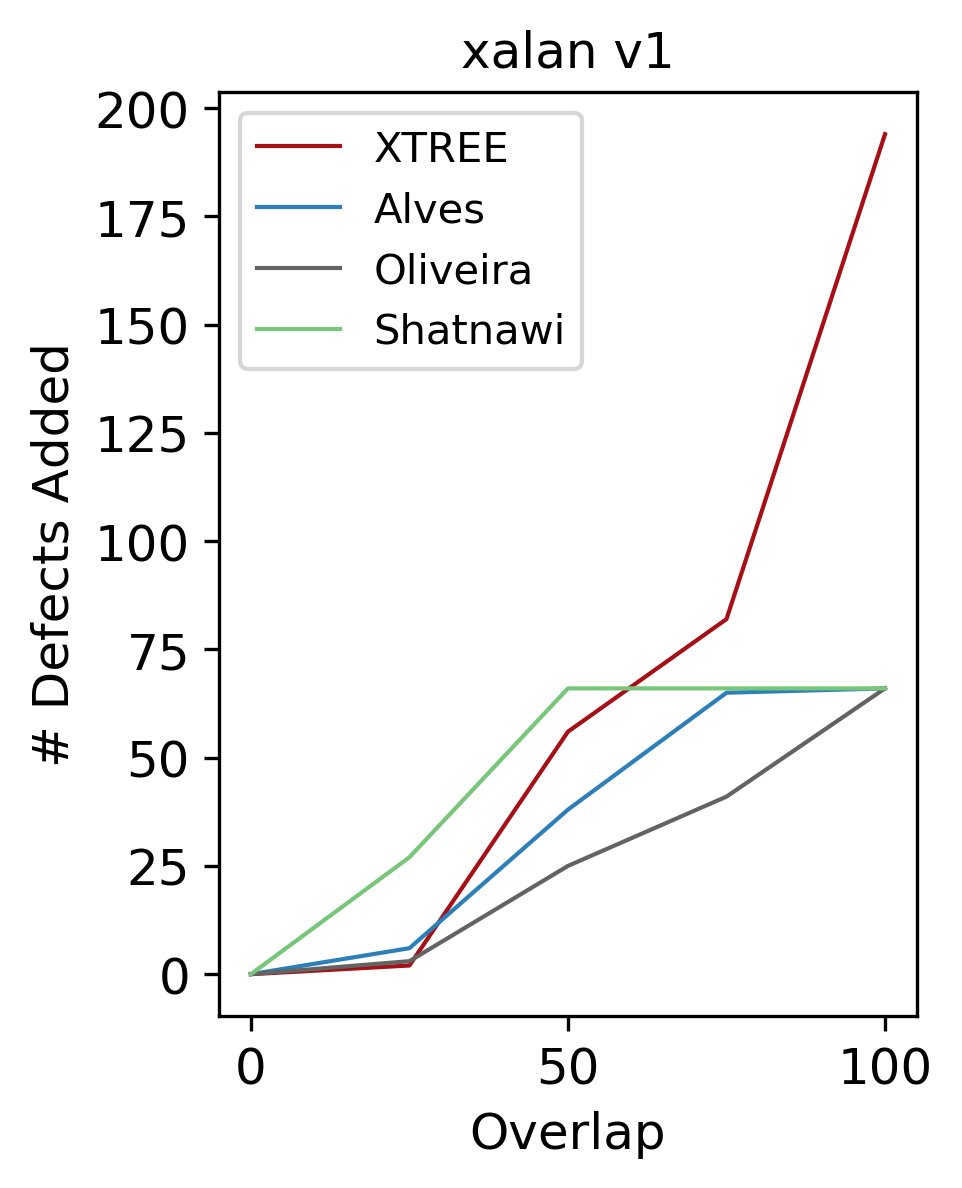 xalan v1
200
175
150
125
100
75
50
25
0
# Defects Added
XTREE
Alves
Oliveira
Shatnawi
0 50 100
Overlap